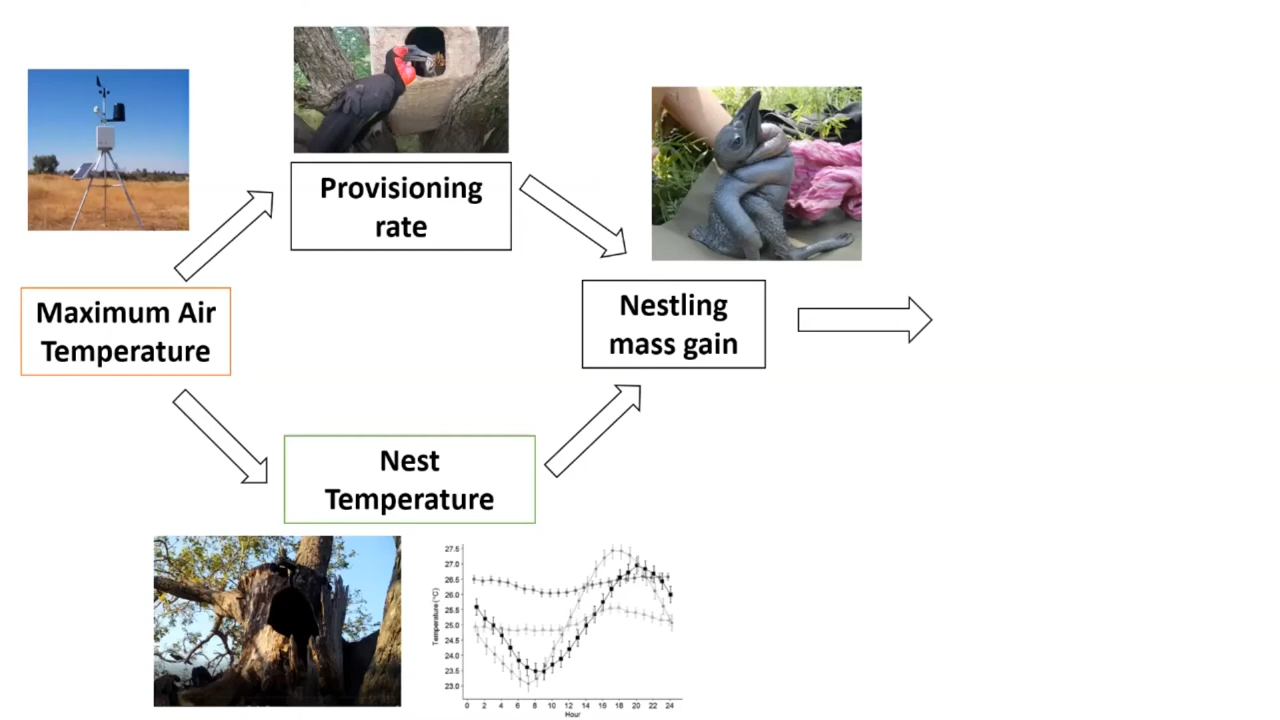 Provisioning
rate
Maximum Air
Temperature
Nestling
mass gain
Nest
Temperature
Temperature (°C)
27.5
27.0
26.5
26.0
25.5
25.0
24.5
24.0
23.5
23.0
0 2 4 6 8 10 12 14 16 18 20 22 24
Hour